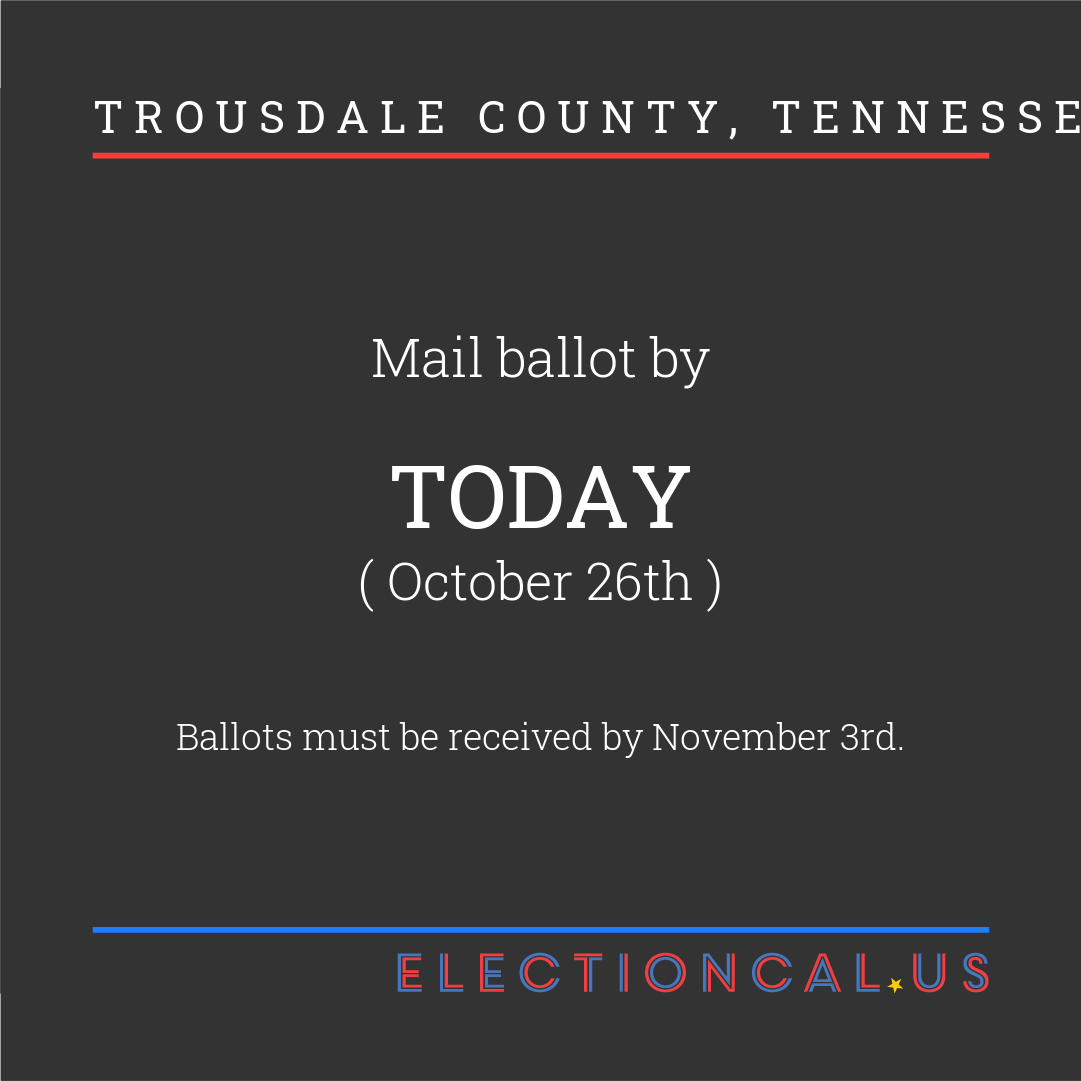 TROUSDALE COUNTY, TENNESSE
Mail ballot by
TODAY
( October 26th )
Ballots must be received by November 3rd.
ELECTIONCAL.US